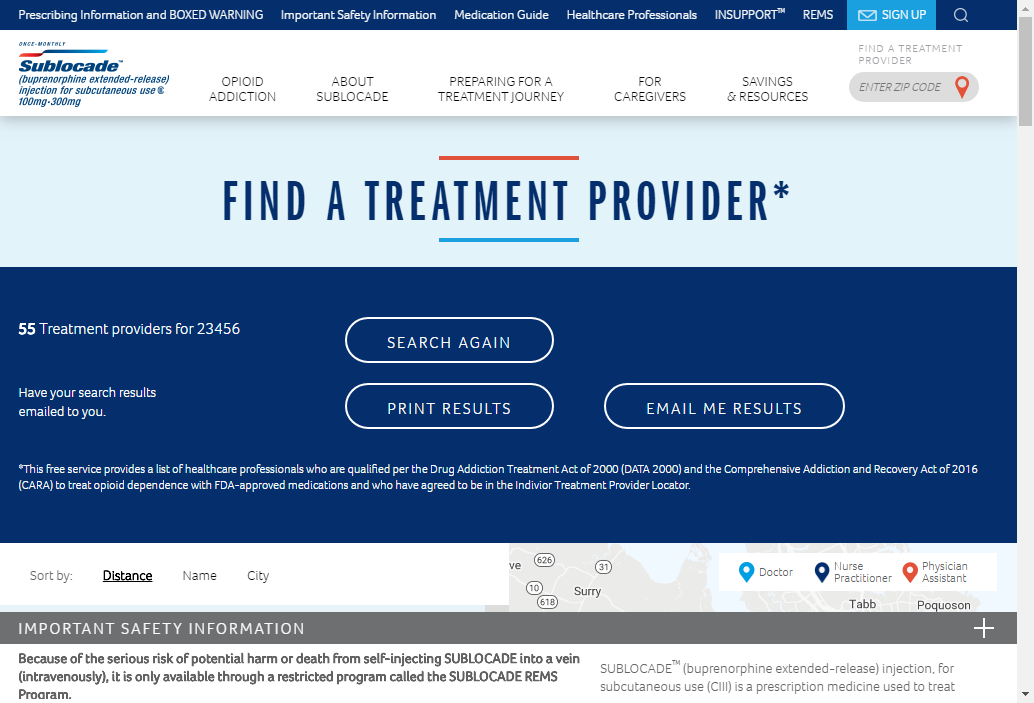 Prescribing Information and BOXED WARNING Important Safety Information Medication Guide Healthcare Professionals INSUPPORT™ REMS SIGN UP
ONCE-MONTHLY
Sublocade™
(buprenorphine extended-release)
injection for subcutaneous use
100mg·300mg
OPIOID
ADDICTION
ABOUT
SUBLOCADE
PREPARING FOR A
TREATMENT JOURNEY
FOR
CAREGIVERS
SAVINGS
& RESOURCES
FIND A TREATMENT
PROVIDER
ENTER ZIP CODE
FIND A TREATMENT PROVIDER*
55 Treatment providers for 23456
SEARCH AGAIN
Have your search results
emailed to you.
PRINT RESULTS
EMAIL ME RESULTS
*This free service provides a list of healthcare professionals who are qualified per the Drug Addiction Treatment Act of 2000 (DATA 2000) and the Comprehensive Addiction and Recovery Act of 2016
(CARA) to treat opioid dependence with FDA-approved medications and who have agreed to be in the Indivior Treatment Provider Locator.
Sort by: Distance Name City
ve
626
31
10
618
Surry
Doctor
Nurse
Practitioner
Physician
Assistant
Tabb
Poquoson
IMPORTANT SAFETY INFORMATION
Because of the serious risk of potential harm or death from self-injecting SUBLOCADE into a vein
(intravenously), it is only available through a restricted program called the SUBLOCADE REMS
Program.
SUBLOCADE™ (buprenorphine extended-release) injection, for
subcutaneous use (CIII) is a prescription medicine used to treat